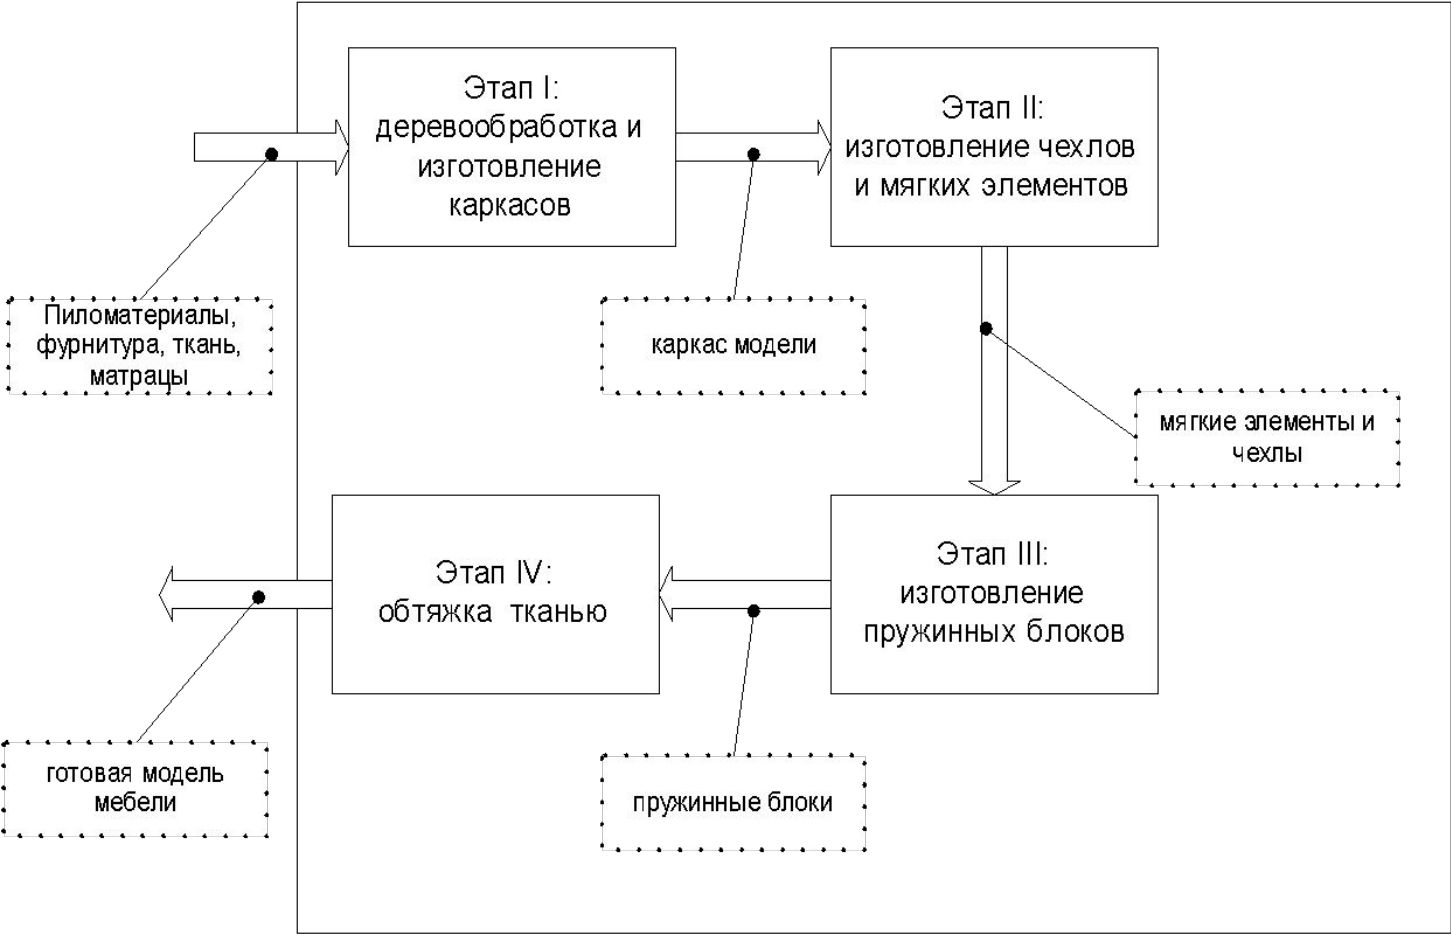 Этап I:
деревообработка и
изготовление
каркасов
Этап II:
изготовление чехлов
и мягких элементов
Пиломатериалы,
фурнитура, ткань,
матрацы
каркас модели
мягкие элементы и
чехлы
Этап III:
изготовление
пружинных блоков
Этап IV:
обтяжка тканью
готовая модель
мебели
пружинные блоки